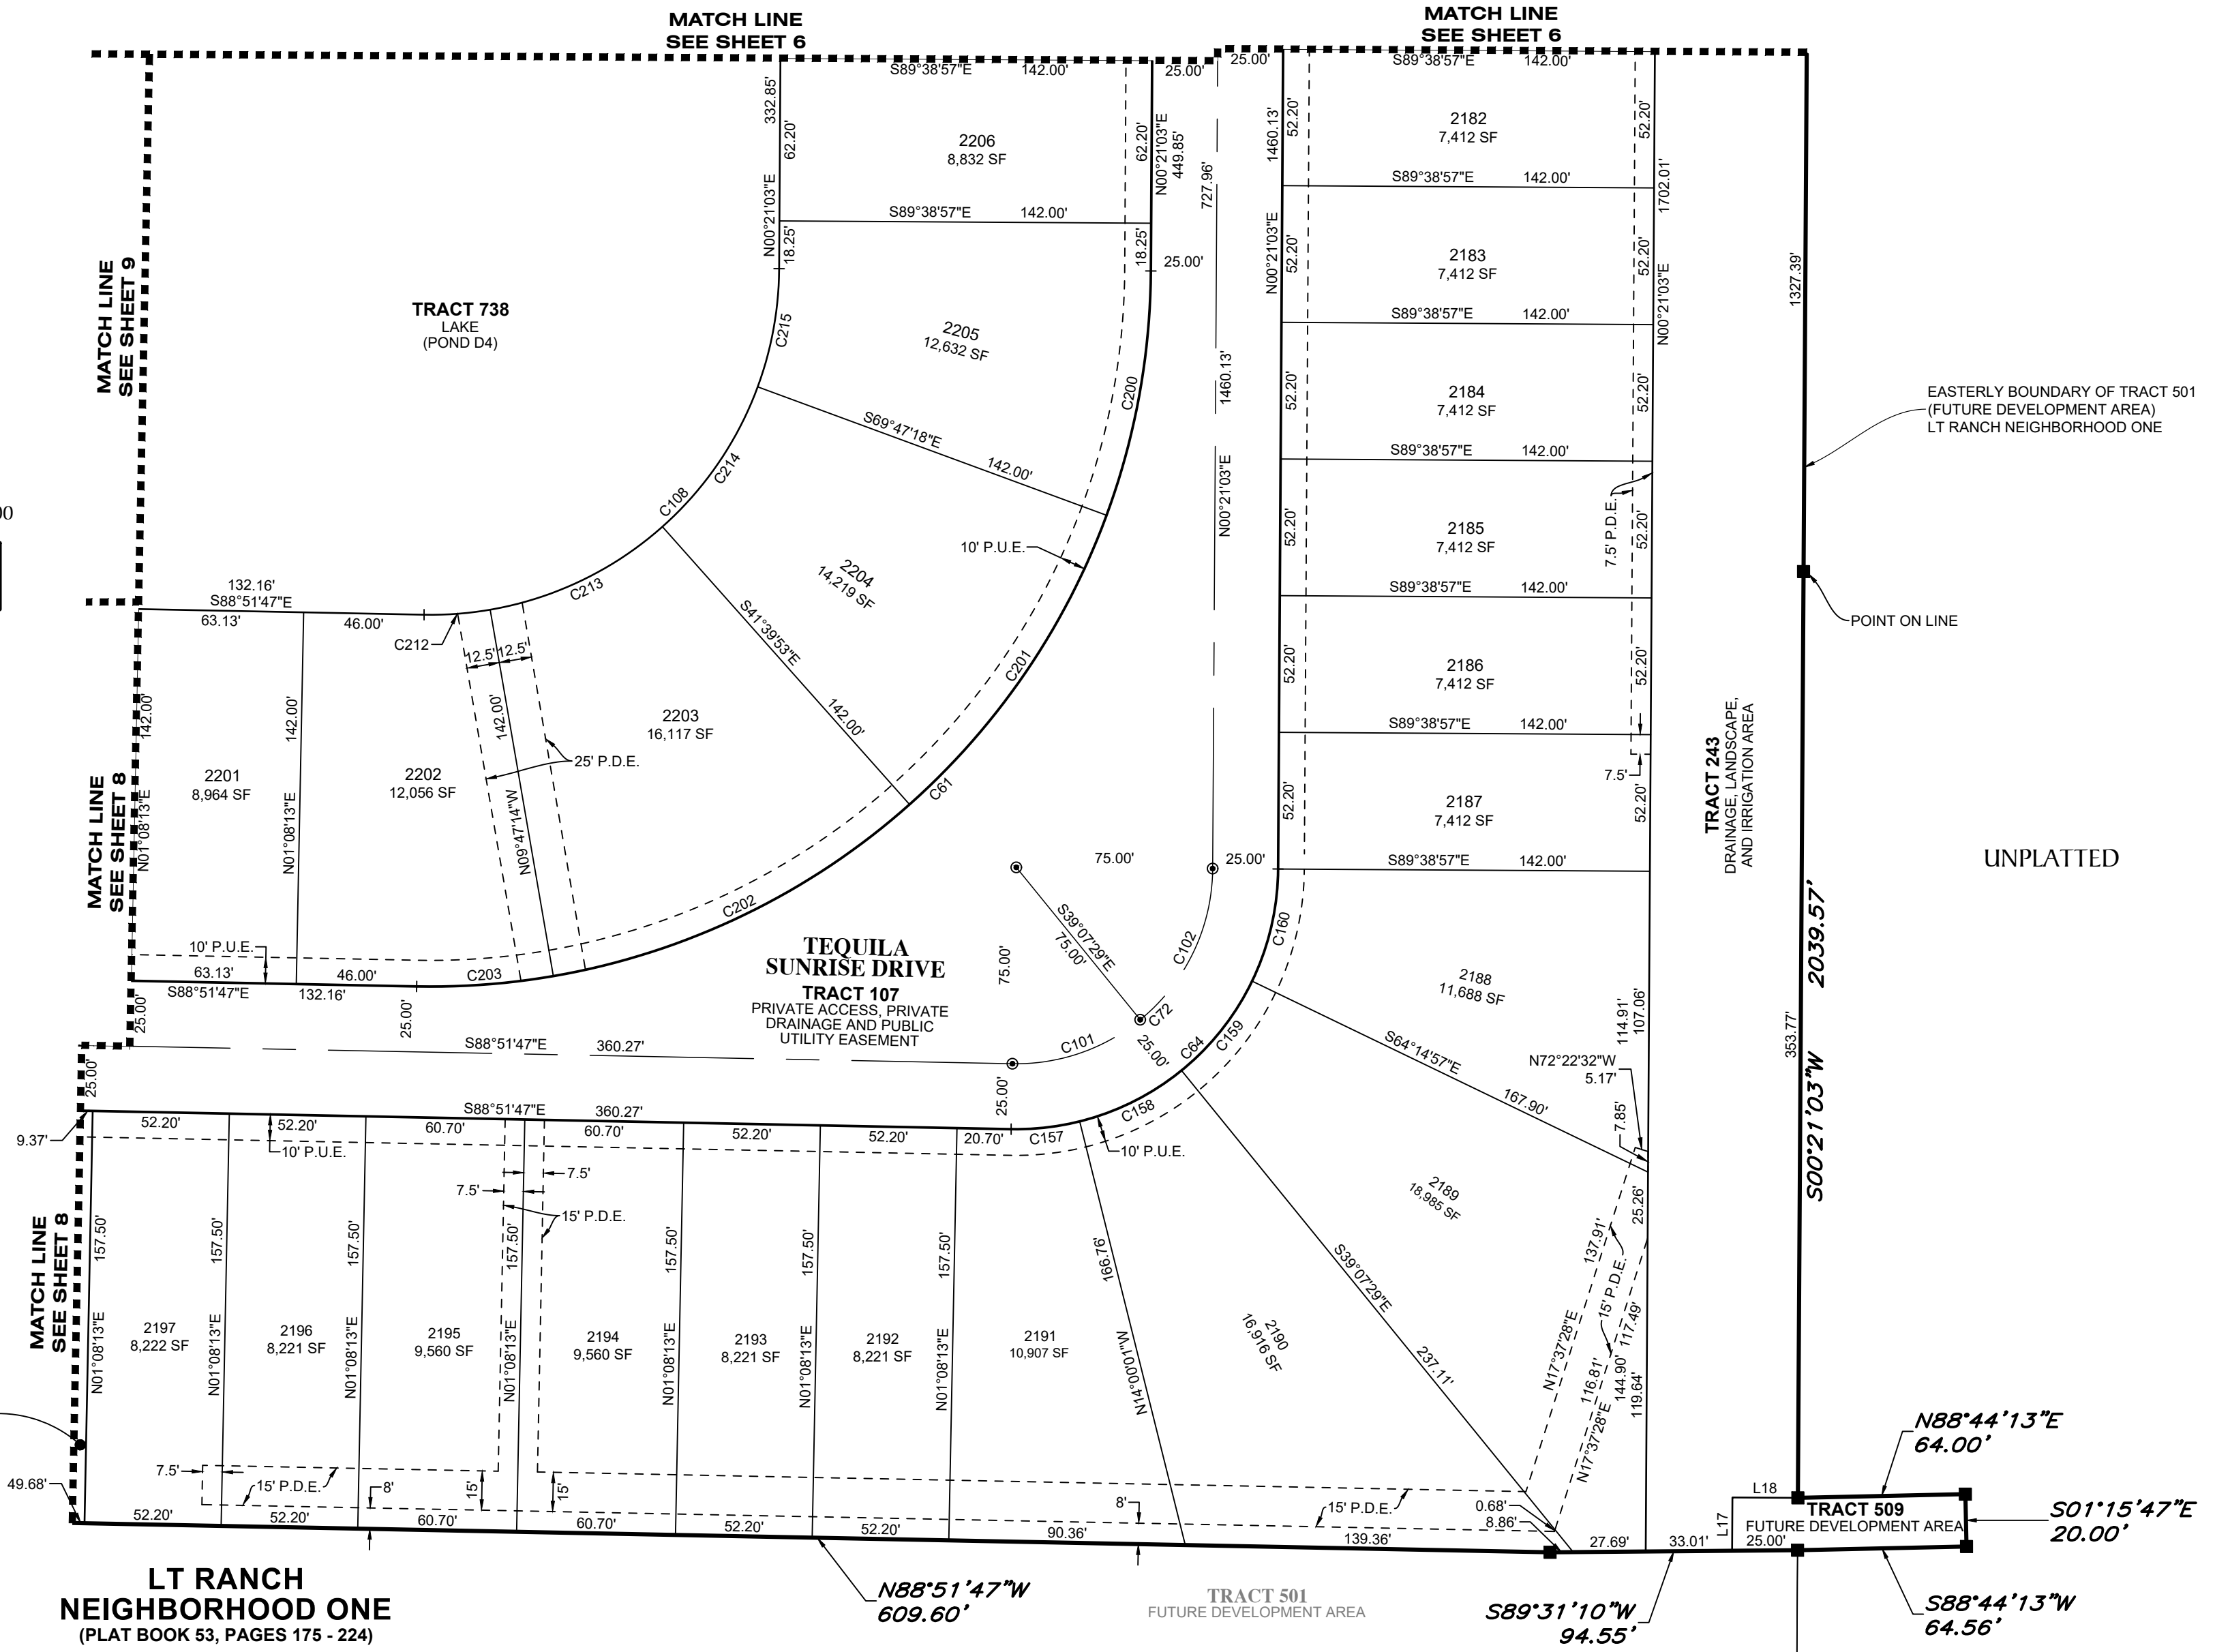 MATCH LINE
SEE SHEET 6
MATCH LINE
SEE SHEET 6
S89°38'57"E 142.00'
25.00'
25.00'
S89°38'57"E 142.00'
332.85'
62.20'
N00°21'03"E
18.25'
2206
8,832 SF
62.20'
N00°21'03"E
449.85'
727.96'
1460.13'
52.20'
2182
7,412 SF
52.20'
1702.01'
S89°38'57"E 142.00'
S89°38'57"E 142.00'
18.25'
25.00'
N00°21'03"E
52.20'
2183
7,412 SF
52.20'
N00°21'03"E
1327.39'
MATCH LINE
SEE SHEET 9
TRACT 738
LAKE
(POND D4)
C215
2205
12,632 SF
C200
S89°38'57"E 142.00'
1460.13'
N00°21'03"E
52.20'
2184
7,412 SF
52.20'
EASTERLY BOUNDARY OF TRACT 501
(FUTURE DEVELOPMENT AREA)
LT RANCH NEIGHBORHOOD ONE
S69°47'18"E 142.00'
C214
C108
S89°38'57"E 142.00'
52.20'
2185
7,412 SF
7.5' P.D.E.
52.20'
10' P.U.E.
2204
14,219 SF
S89°38'57"E 142.00'
132.16'
S88°51'47"E
63.13'
46.00'
C212
C213
12.5'
12.5'
S41°39'53"E
142.00'
C201
52.20'
2186
7,412 SF
52.20'
POINT ON LINE
142.00'
N01°08'13"E
142.00'
N01°08'13"E
142.00'
N09°47'14"W
2203
16,117 SF
25' P.D.E.
S89°38'57"E 142.00'
7.5'
TRACT 243
DRAINAGE, LANDSCAPE,
AND IRRIGATION AREA
MATCH LINE
SEE SHEET 8
2201
8,964 SF
2202
12,056 SF
C61
52.20'
2187
7,412 SF
52.20'
UNPLATTED
75.00'
25.00'
S89°38'57"E 142.00'
C202
S39°07'29"E
75.00'
C102
C160
10' P.U.E.
63.13'
46.00'
C203
S88°51'47"E 132.16'
25.00'
25.00'
TEQUILA
SUNRISE DRIVE
TRACT 107
PRIVATE ACCESS, PRIVATE
DRAINAGE AND PUBLIC
UTILITY EASEMENT
75.00'
2188
11,688 SF
114.91'
107.06'
2039.57'
353.77'
S00°21'03"W
C72
C101
25.00'
C64
C159
S64°14'57"E
167.90'
N72°22'32"W
5.17'
7.85'
S88°51'47"E 360.27'
25.00'
25.00'
S88°51'47"E 360.27'
9.37'
52.20'
52.20'
60.70'
60.70'
52.20'
52.20'
20.70'
C157
C158
10' P.U.E.
10' P.U.E.
7.5'
7.5'
15' P.D.E.
2189
18,985 SF
25.26'
MATCH LINE
SEE SHEET 8
157.50'
N01°08'13"E
157.50'
N01°08'13"E
157.50'
N01°08'13"E
157.50'
N01°08'13"E
157.50'
N01°08'13"E
157.50'
N01°08'13"E
157.50'
N01°08'13"E
166.76'
N14°00'01"W
S39°07'29"E
237.11'
137.91'
N17°37'28"E
15' P.D.E.
117.49'
116.81'
144.90'
119.64'
N17°37'28"E
2197
8,222 SF
2196
8,221 SF
2195
9,560 SF
2194
9,560 SF
2193
8,221 SF
2192
8,221 SF
2191
10,907 SF
2190
16,916 SF
49.68'
7.5'
15' P.D.E.
8'
15'
15'
8'
15' P.D.E.
0.68'
8.86'
52.20'
52.20'
60.70'
60.70'
52.20'
52.20'
90.36'
139.36'
27.69'
33.01'
L17
L18
25.00'
TRACT 509
FUTURE DEVELOPMENT AREA
N88°44'13"E
64.00'
S01°15'47"E
20.00'
S88°44'13"W
64.56'
S89°31'10"W
94.55'
N88°51'47"W
609.60'
TRACT 501
FUTURE DEVELOPMENT AREA
LT RANCH
NEIGHBORHOOD ONE
(PLAT BOOK 53, PAGES 175 - 224)